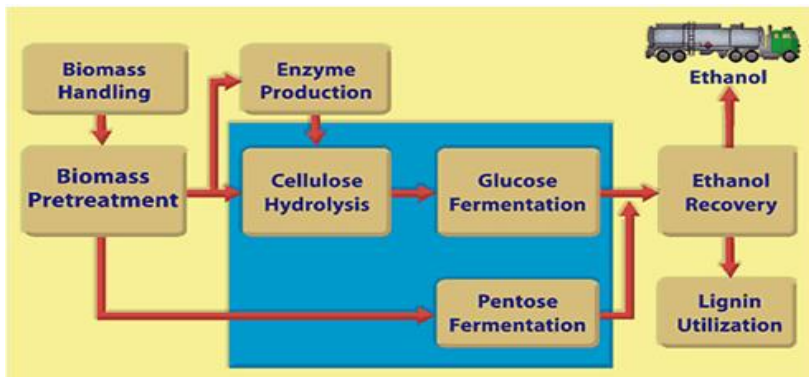 Biomass
Handling
Enzyme
Production
Ethanol
Biomass
Pretreatment
Cellulose
Hydrolysis
Glucose
Fermentation
Ethanol
Recovery
Pentose
Fermentation
Lignin
Utilization